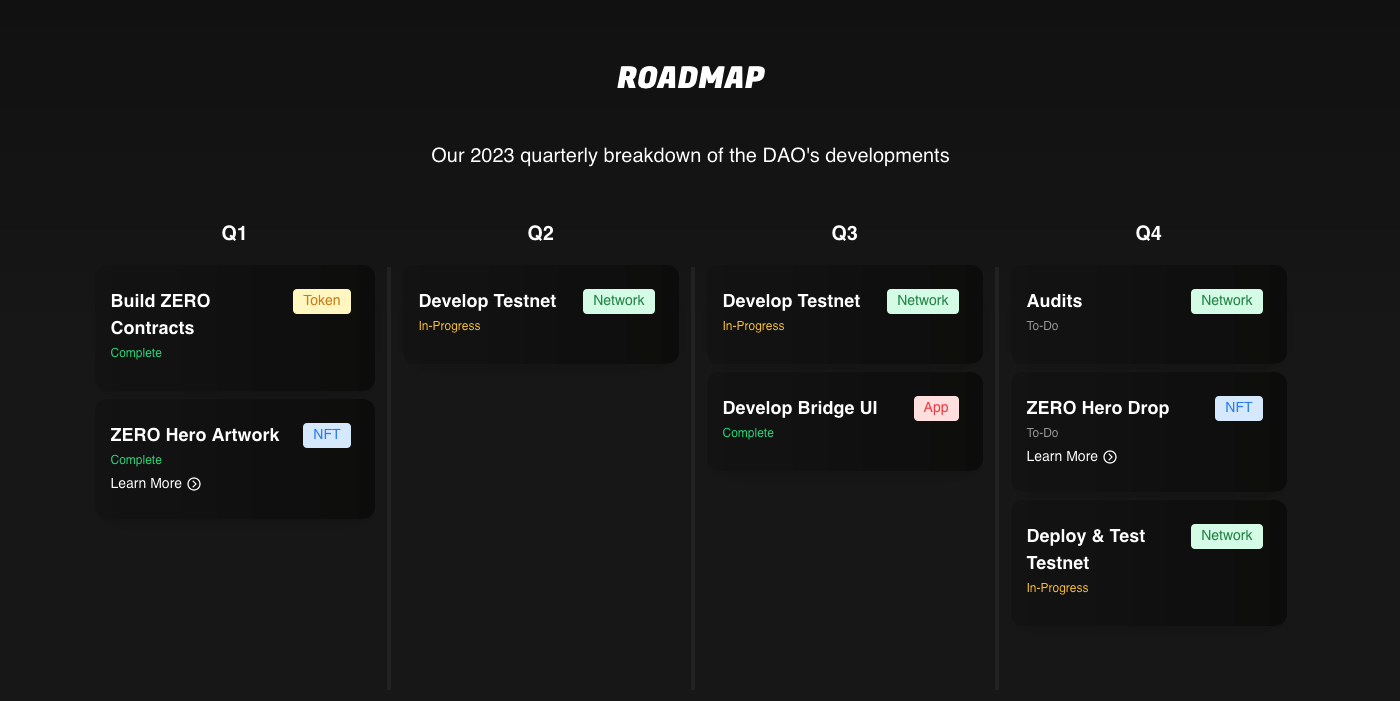 ROADMAP
Our 2023 quarterly breakdown of the DAO's developments
Q1
Build ZERO
Contracts
Token
Complete
ZERO Hero Artwork
NFT
Complete
Learn More
Q2
Develop Testnet
Network
In-Progress
Q3
Develop Testnet
Network
In-Progress
Develop Bridge UI
App
Complete
Q4
Audits
Network
To-Do
ZERO Hero Drop
NFT
To-Do
Learn More
Deploy & Test
Testnet
Network
In-Progress